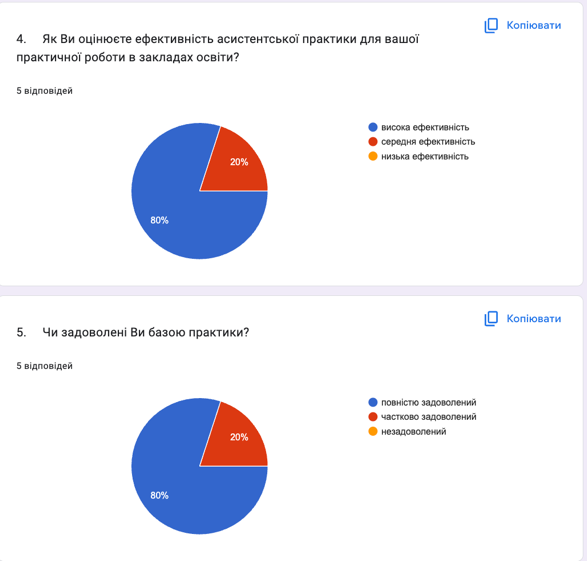 Копіювати
4. Як Ви оцінюєте ефективність асистентської практики для вашої
практичної роботи в закладах освіти?
5 відповідей
висока ефективність
середня ефективність
низька ефективність
20%
80%
Копіювати
5. Чи задоволені Ви базою практики?
5 відповідей
повністю задоволений
частково задоволений
незадоволений
20%
80%